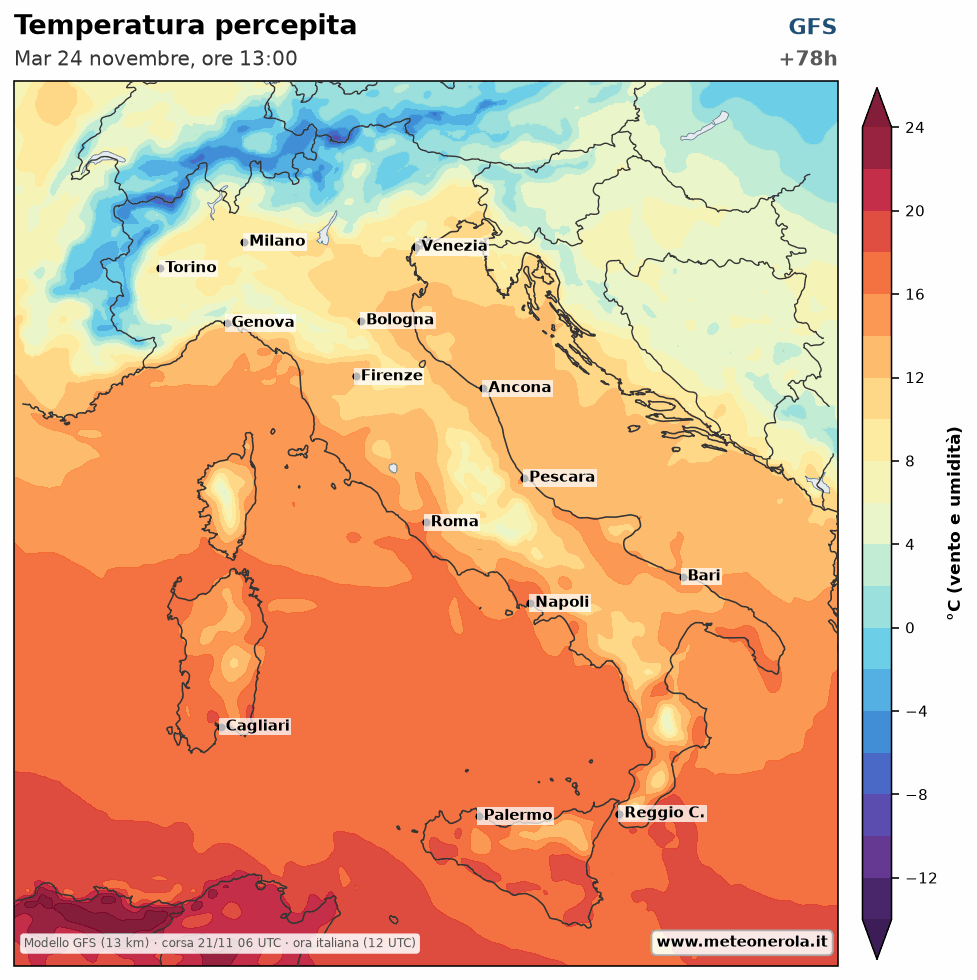 Temperatura percepita
GFS
Mar 24 novembre, ore 13:00
+78h
24
20
16
12
8
4
0
−4
−8
−12
°C (vento e umidità)
Milano
Venezia
Torino
Genova
Bologna
Firenze
Ancona
Pescara
Roma
Bari
Napoli
Cagliari
Palermo
Reggio C.
Modello GFS (13 km) · corsa 21/11 06 UTC · ora italiana (12 UTC)
www.meteonerola.it